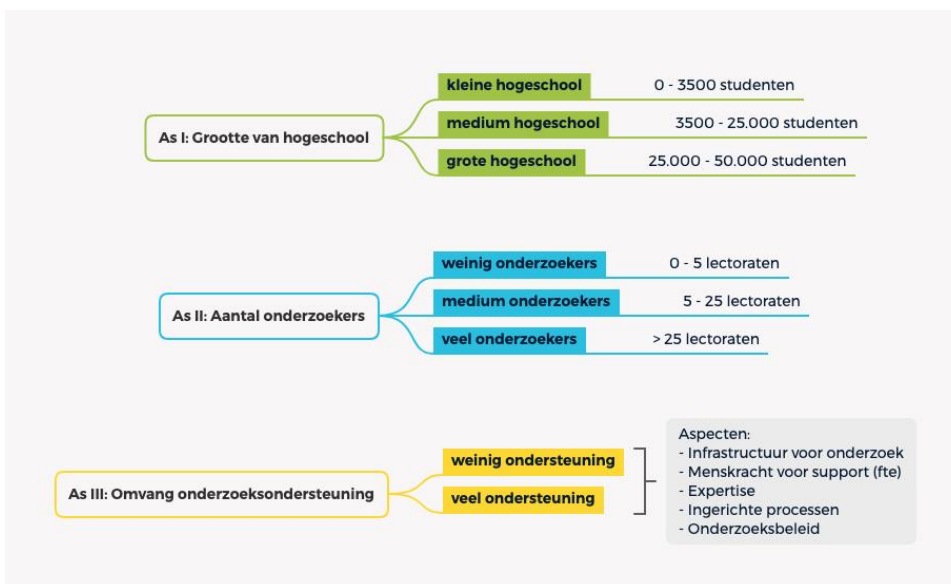 As I: Grootte van hogeschool
kleine hogeschool 0 - 3500 studenten
medium hogeschool 3500 - 25.000 studenten
grote hogeschool 25.000 - 50.000 studenten
As II: Aantal onderzoekers
weinig onderzoekers 0 - 5 lectoraten
medium onderzoekers 5 - 25 lectoraten
veel onderzoekers > 25 lectoraten
As III: Omvang onderzoeksondersteuning
weinig ondersteuning
veel ondersteuning
Aspecten:
- Infrastructuur voor onderzoek
- Menskracht voor support (fte)
- Expertise
- Ingerichte processen
- Onderzoeksbeleid